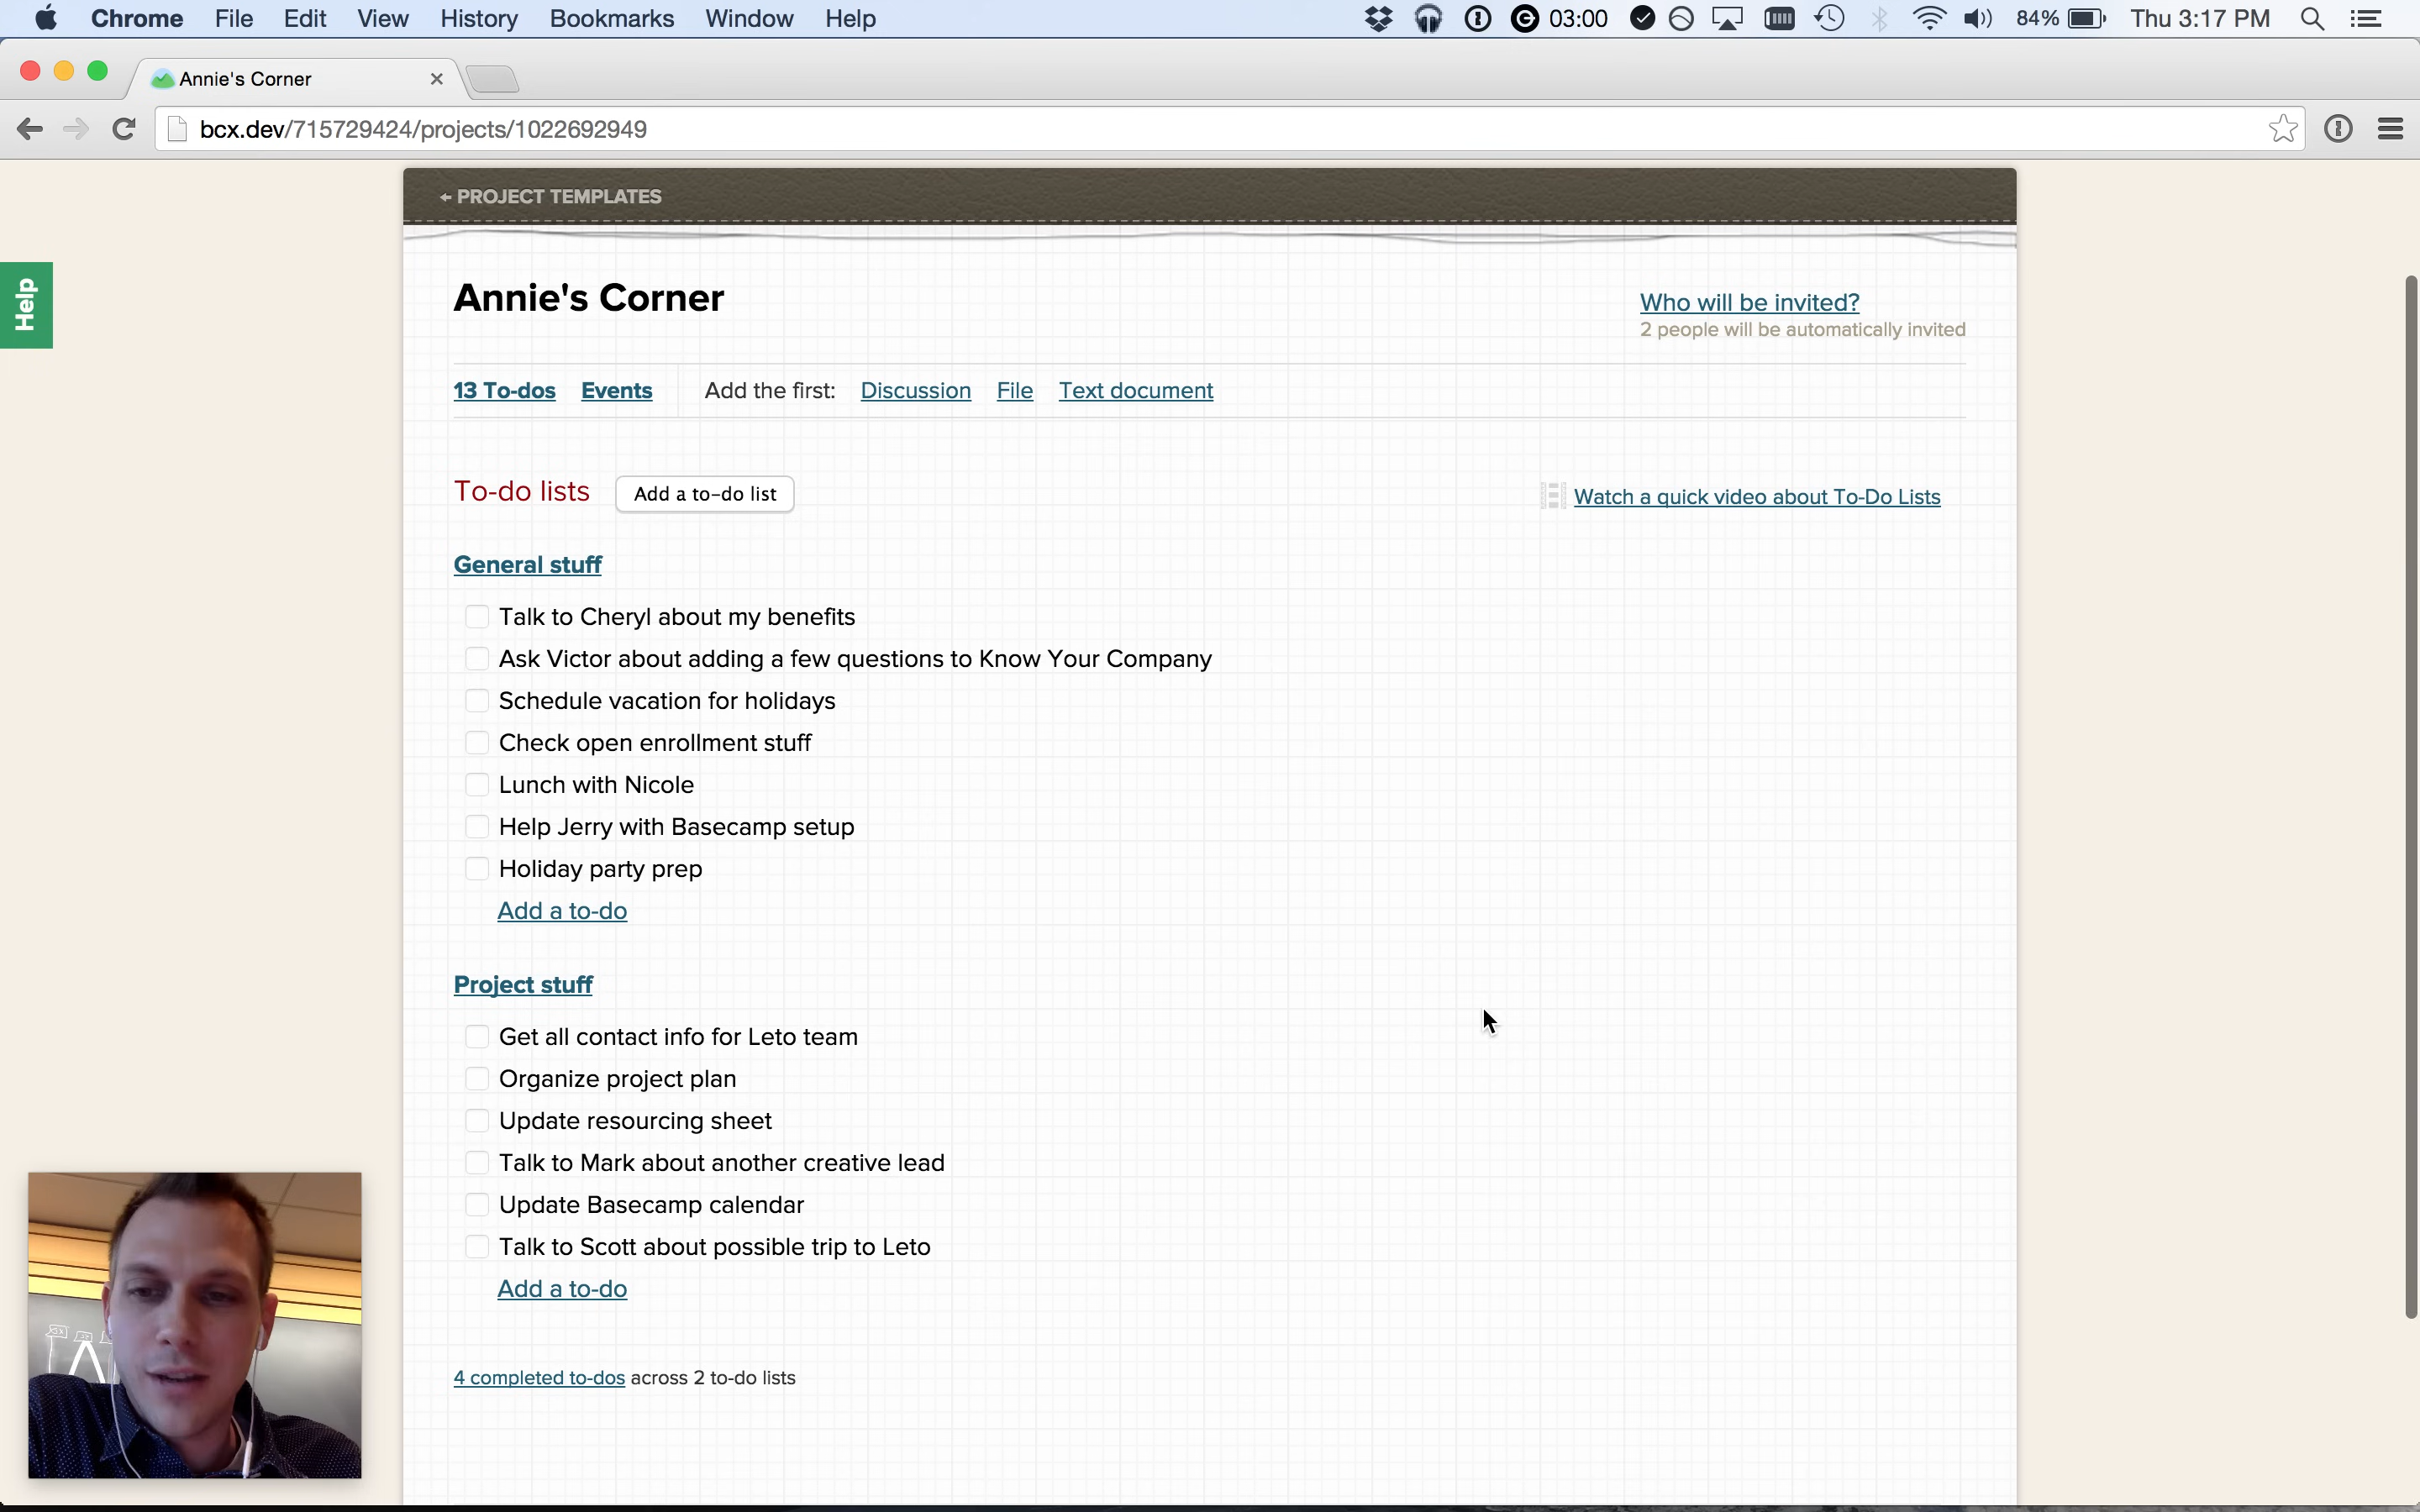 Chrome File Edit View History Bookmarks Window Help 03:00 84% Thu 3:17 PM
Annie's Corner
bcx.dev/715729424/projects/1022692949
← PROJECT TEMPLATES
Help
Annie's Corner
Who will be invited?
2 people will be automatically invited
13 To-dos Events Add the first: Discussion File Text document
To-do lists Add a to-do list Watch a quick video about To-Do Lists
General stuff
Talk to Cheryl about my benefits
Ask Victor about adding a few questions to Know Your Company
Schedule vacation for holidays
Check open enrollment stuff
Lunch with Nicole
Help Jerry with Basecamp setup
Holiday party prep
Add a to-do
Project stuff
Get all contact info for Leto team
Organize project plan
Update resourcing sheet
Talk to Mark about another creative lead
Update Basecamp calendar
Talk to Scott about possible trip to Leto
Add a to-do
4 completed to-dos across 2 to-do lists